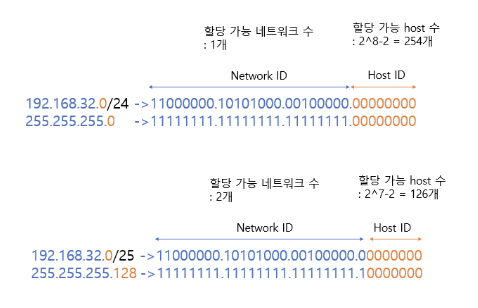 할당 가능 네트워크 수
: 1개
할당 가능 host 수
: 2^8-2 = 254개
Network ID
Host ID
192.168.32.0/24 ->11000000.10101000.00100000.00000000
255.255.255.0 ->11111111.11111111.11111111.00000000
할당 가능 네트워크 수
: 2개
할당 가능 host 수
: 2^7-2 = 126개
Network ID
Host ID
192.168.32.0/25 ->11000000.10101000.00100000.00000000
255.255.255.128 ->11111111.11111111.11111111.10000000